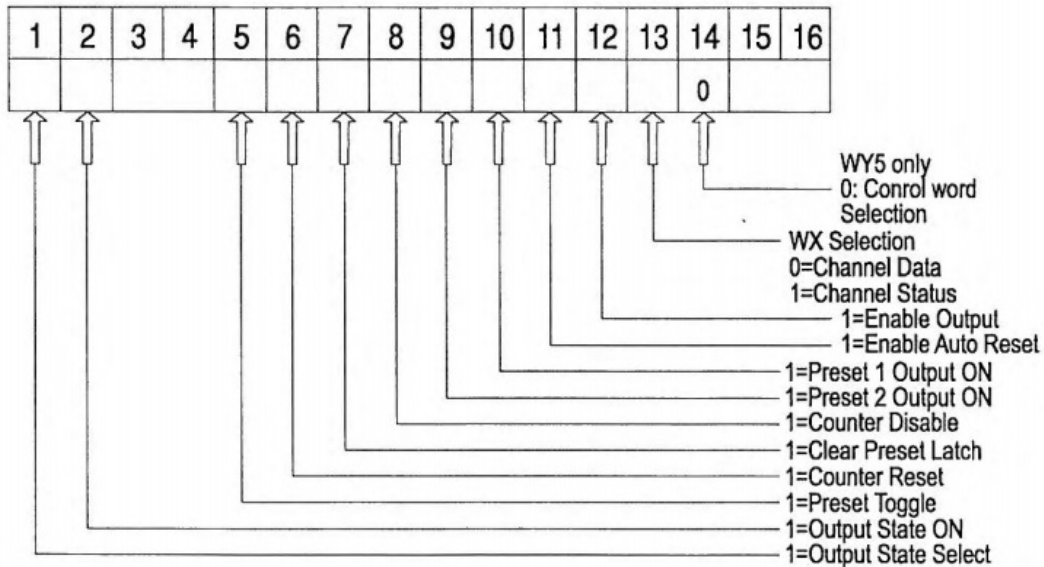 1 2 3 4 5 6 7 8 9 10 11 12 13 14 15 16
0
WY5 only
0: Conrol word
Selection
WX Selection
0=Channel Data
1=Channel Status
1=Enable Output
1=Enable Auto Reset
1=Preset 1 Output ON
1=Preset 2 Output ON
1=Counter Disable
1=Clear Preset Latch
1=Counter Reset
1=Preset Toggle
1=Output State ON
1=Output State Select